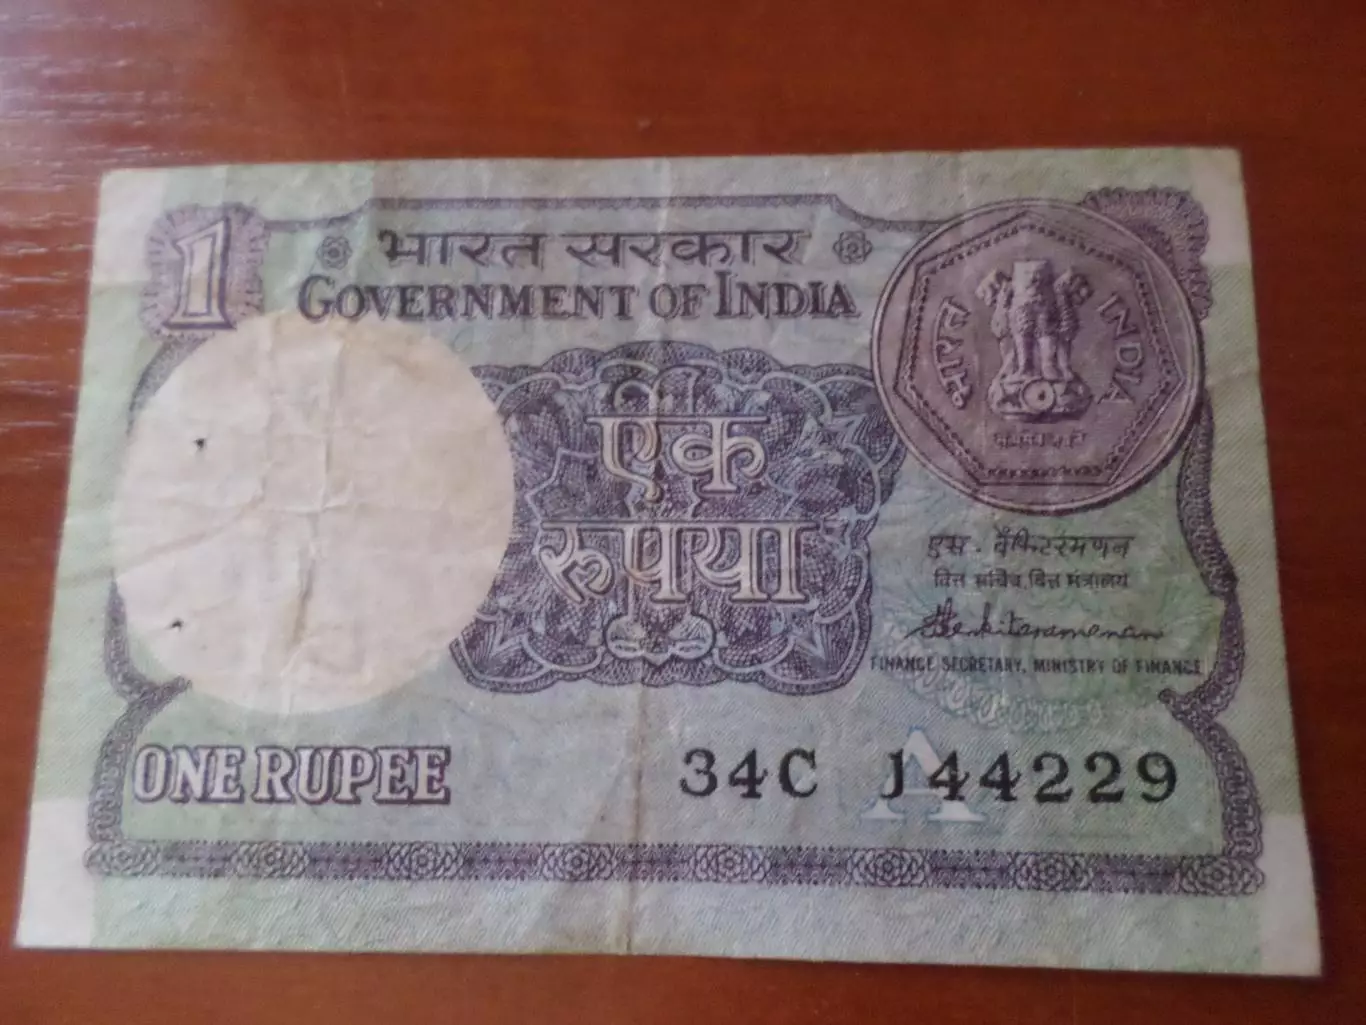 1
भारत सरकार
GOVERNMENT OF INDIA
भारत INDIA
एक
रुपया
एस. वेंकिटरमणन
वित्त सचिव, वित्त मंत्रालय
S Venkitaramanan
FINANCE SECRETARY, MINISTRY OF FINANCE
ONE RUPEE
34C J44229
A